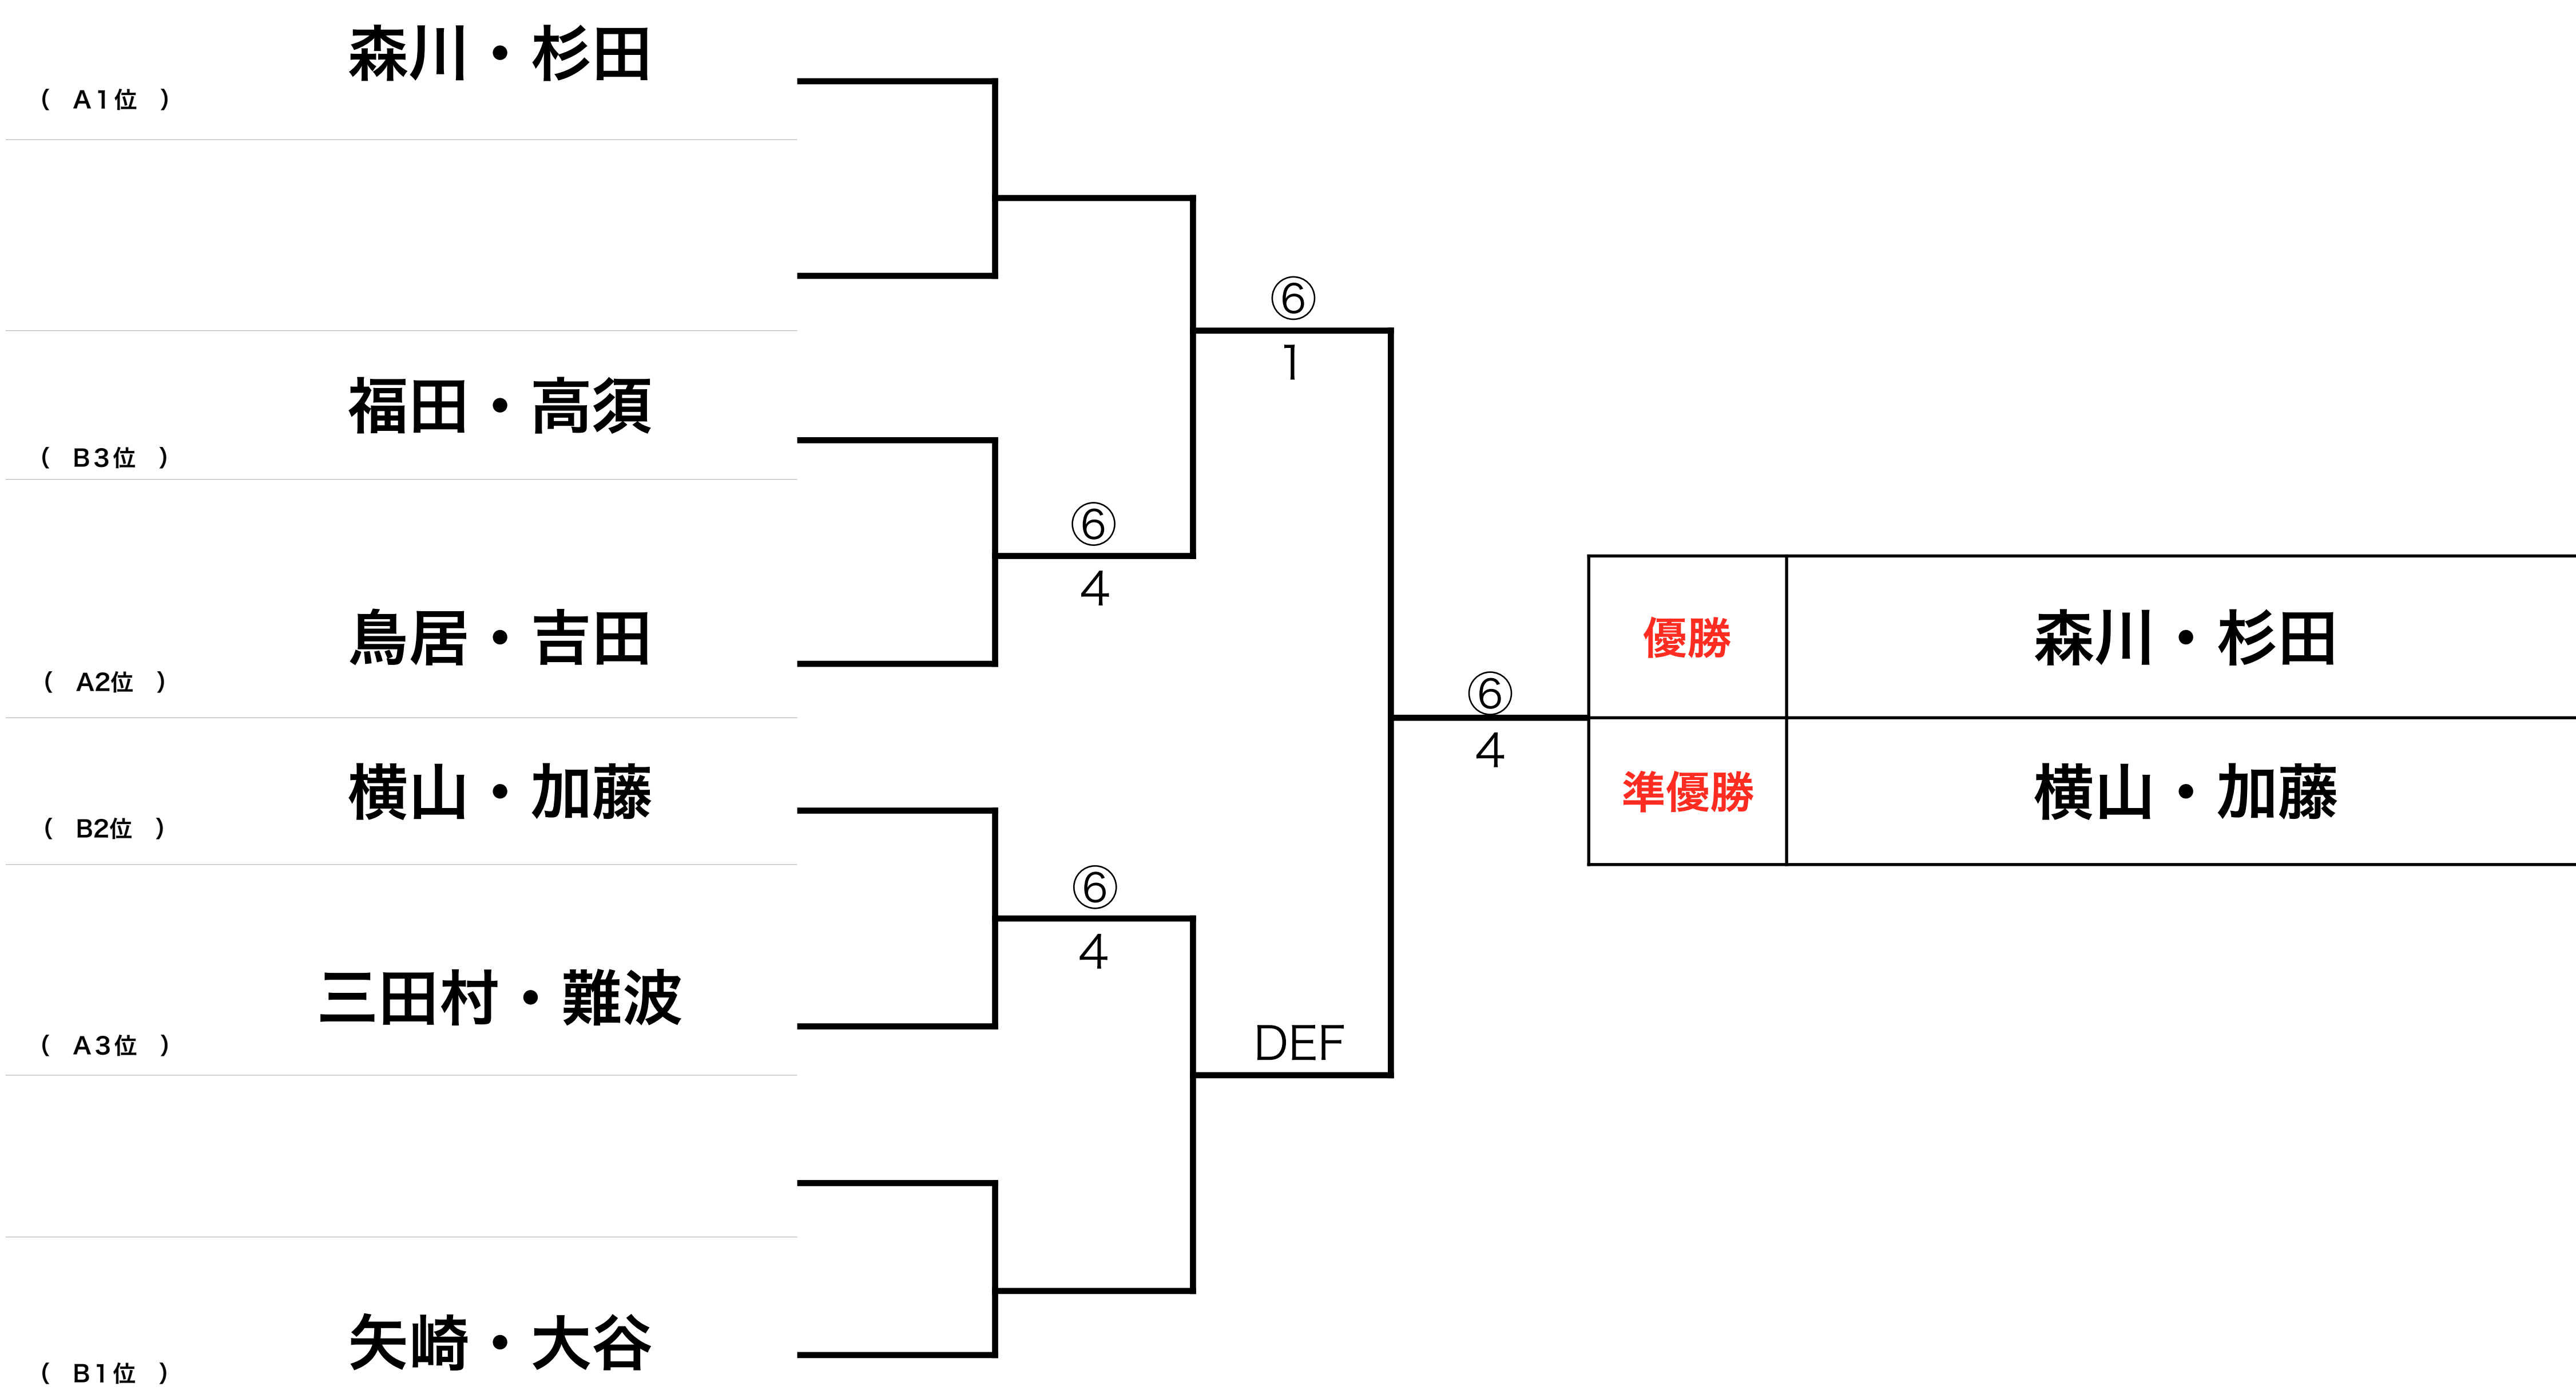 森川・杉田
( A1位 )
福田・高須
( B3位 )
鳥居・吉田
( A2位 )
横山・加藤
( B2位 )
三田村・難波
( A3位 )
矢崎・大谷
( B1位 )
⑥
4
⑥
4
⑥
1
DEF
⑥
4
優勝 森川・杉田
準優勝 横山・加藤